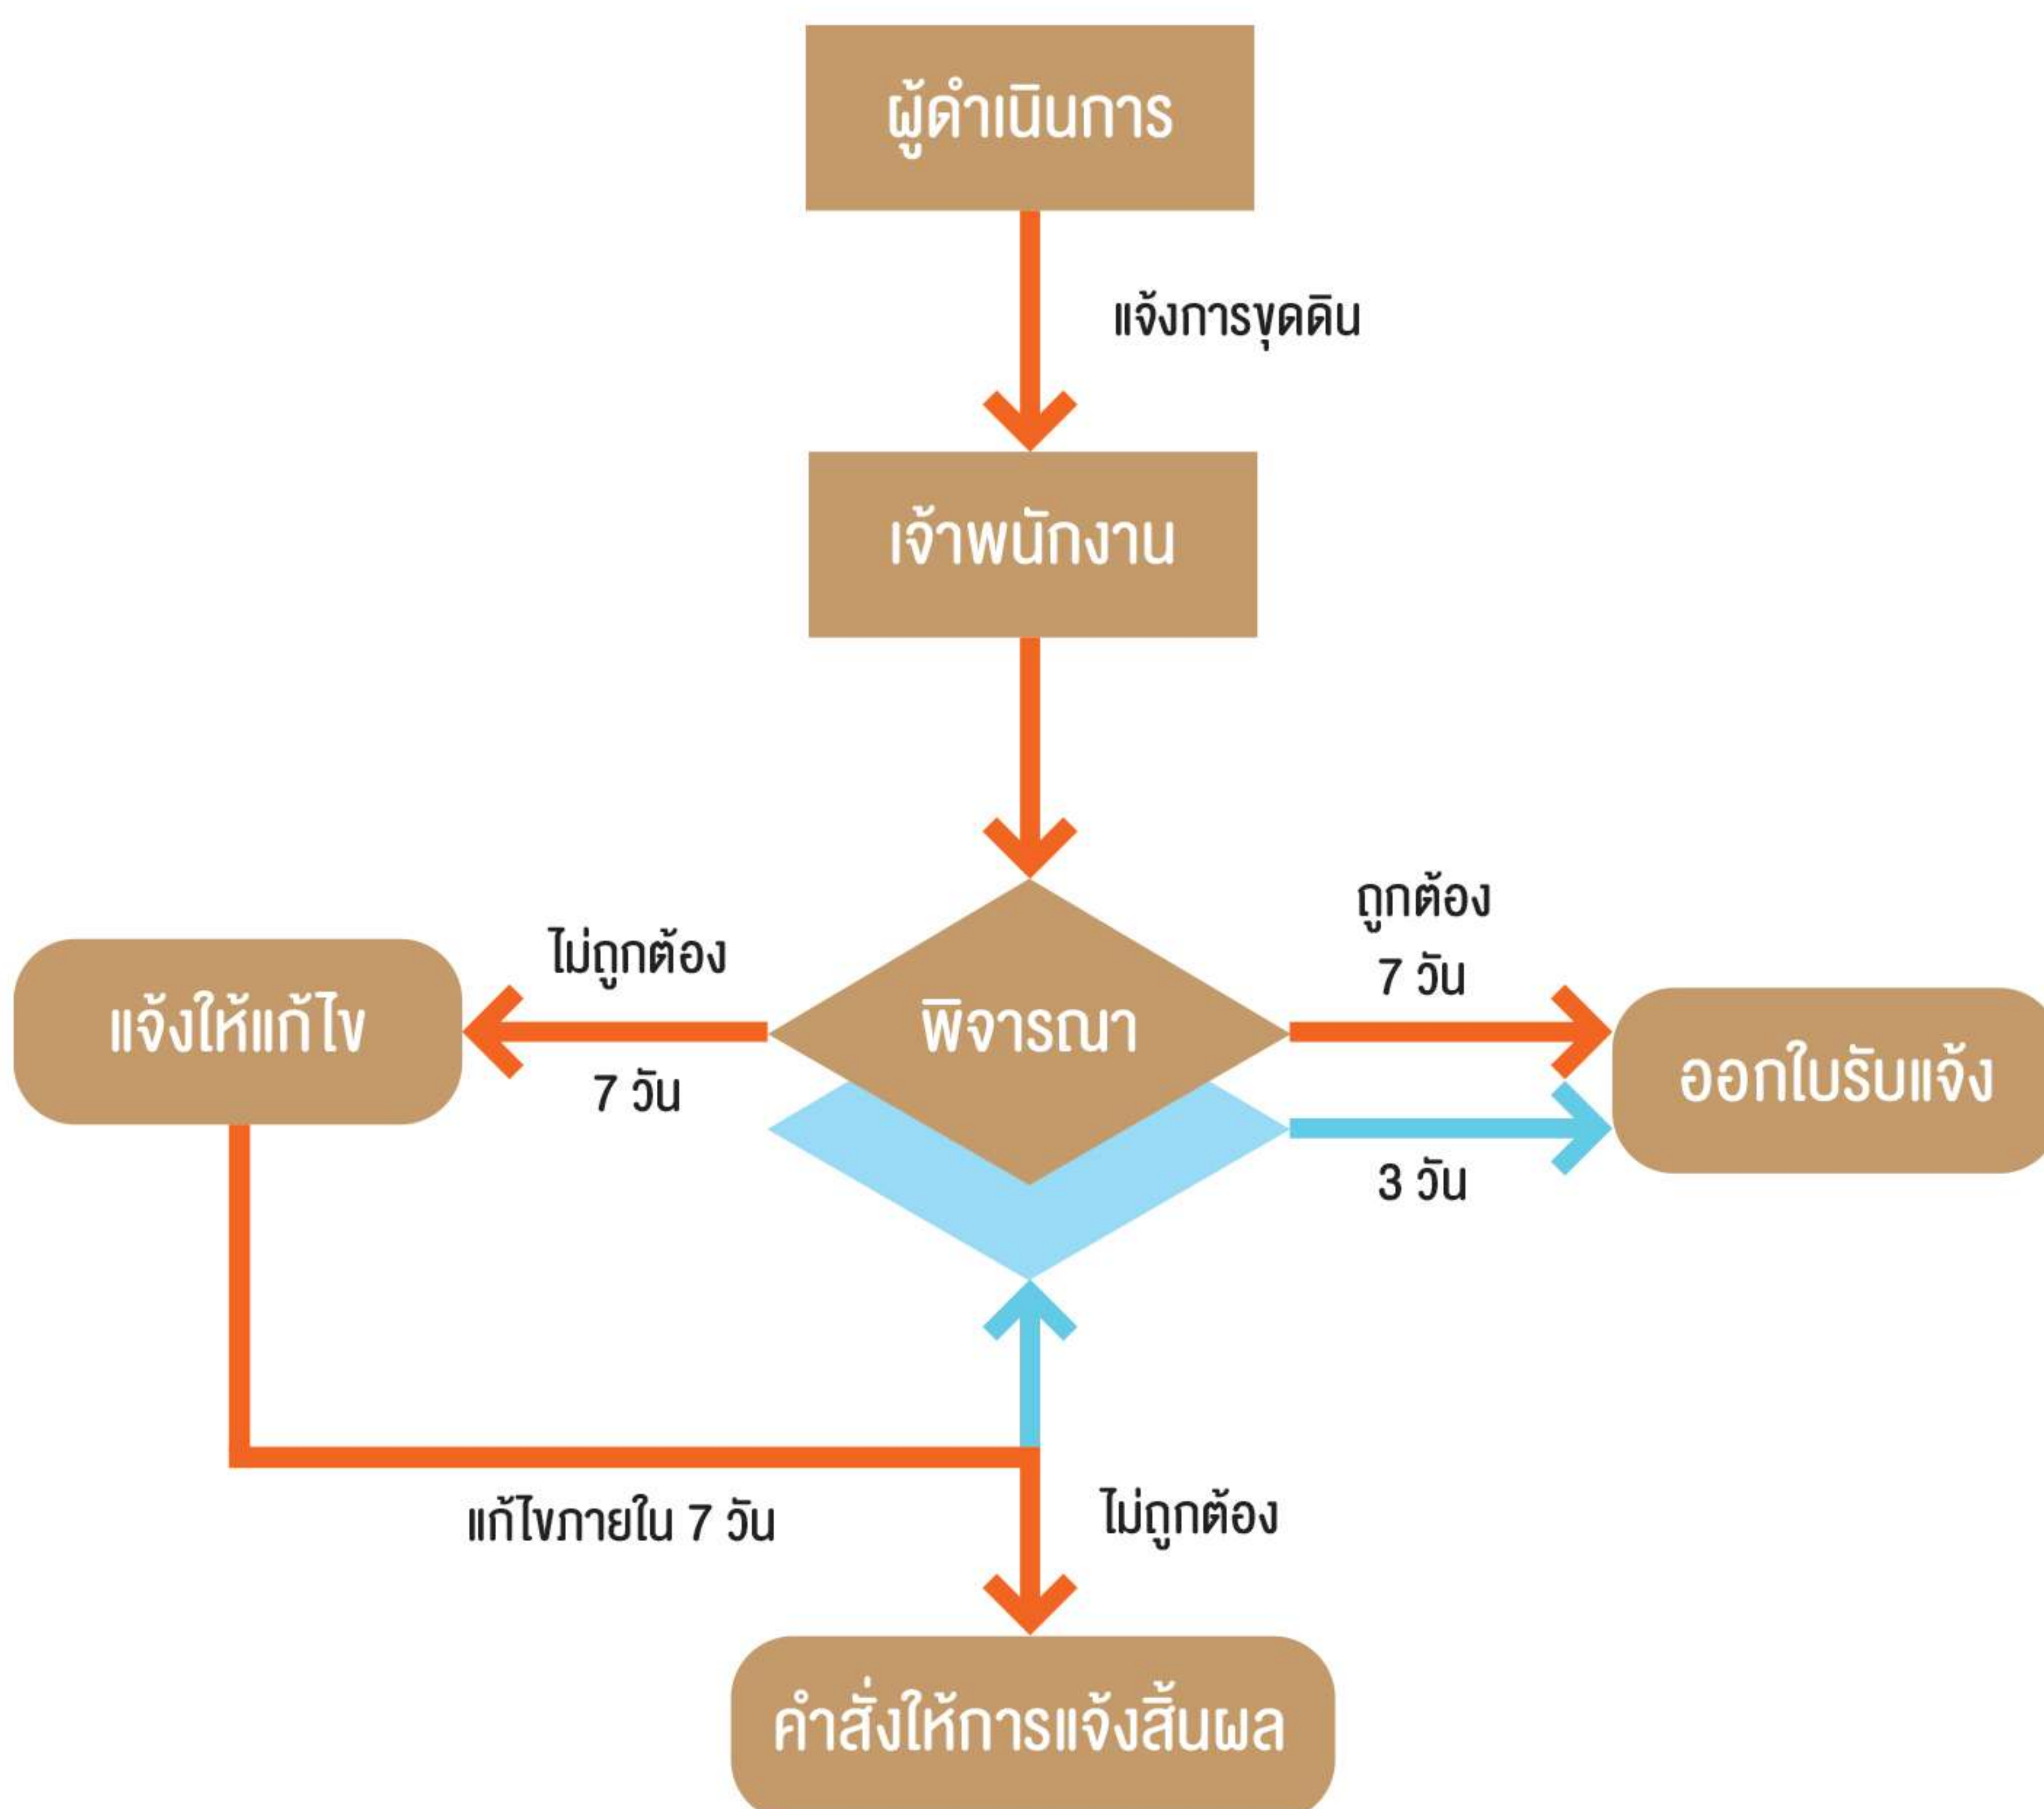 ผู้ดำเนินการ
แจ้งการขุดดิน
เจ้าพนักงาน
ถูกต้อง
7 วัน
ไม่ถูกต้อง
7 วัน
แจ้งให้แก้ไข
พิจารณา
ออกใบรับแจ้ง
3 วัน
แก้ไขภายใน 7 วัน
ไม่ถูกต้อง
คำสั่งให้การแจ้งสิ้นผล